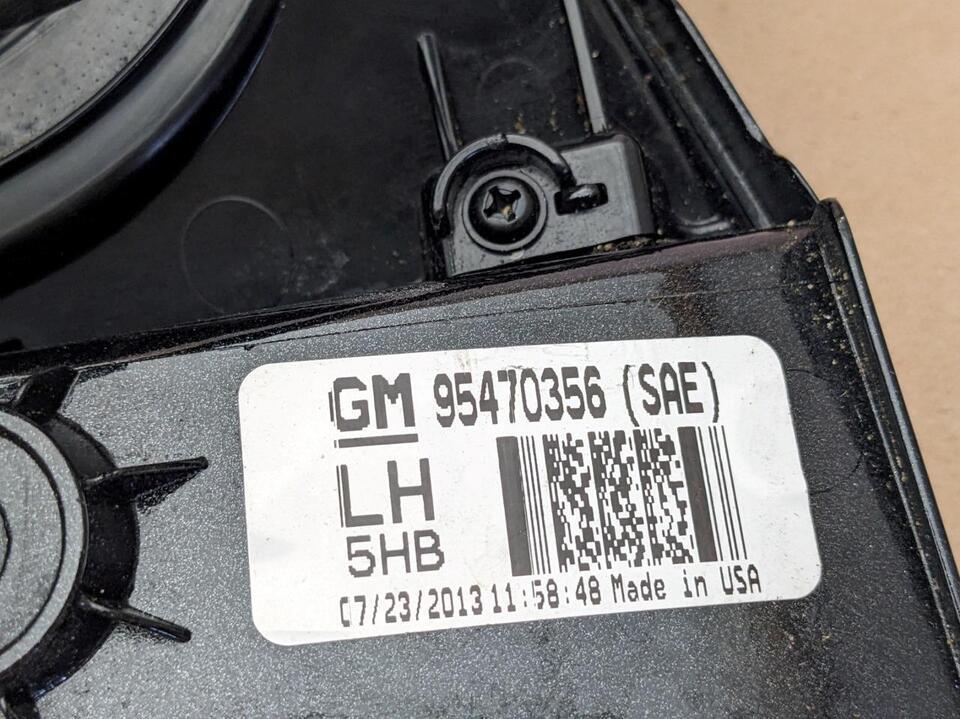 GM 95470356 (SAE)
LH
5HB
07/23/2013 11:58:48 Made in USA